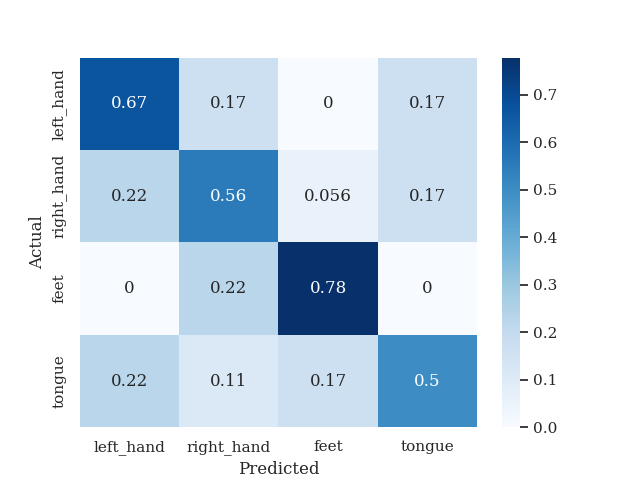 Actual
left_hand 0.67 0.17 0 0.17
right_hand 0.22 0.56 0.056 0.17
feet 0 0.22 0.78 0
tongue 0.22 0.11 0.17 0.5
left_hand right_hand feet tongue
Predicted
0.7
0.6
0.5
0.4
0.3
0.2
0.1
0.0